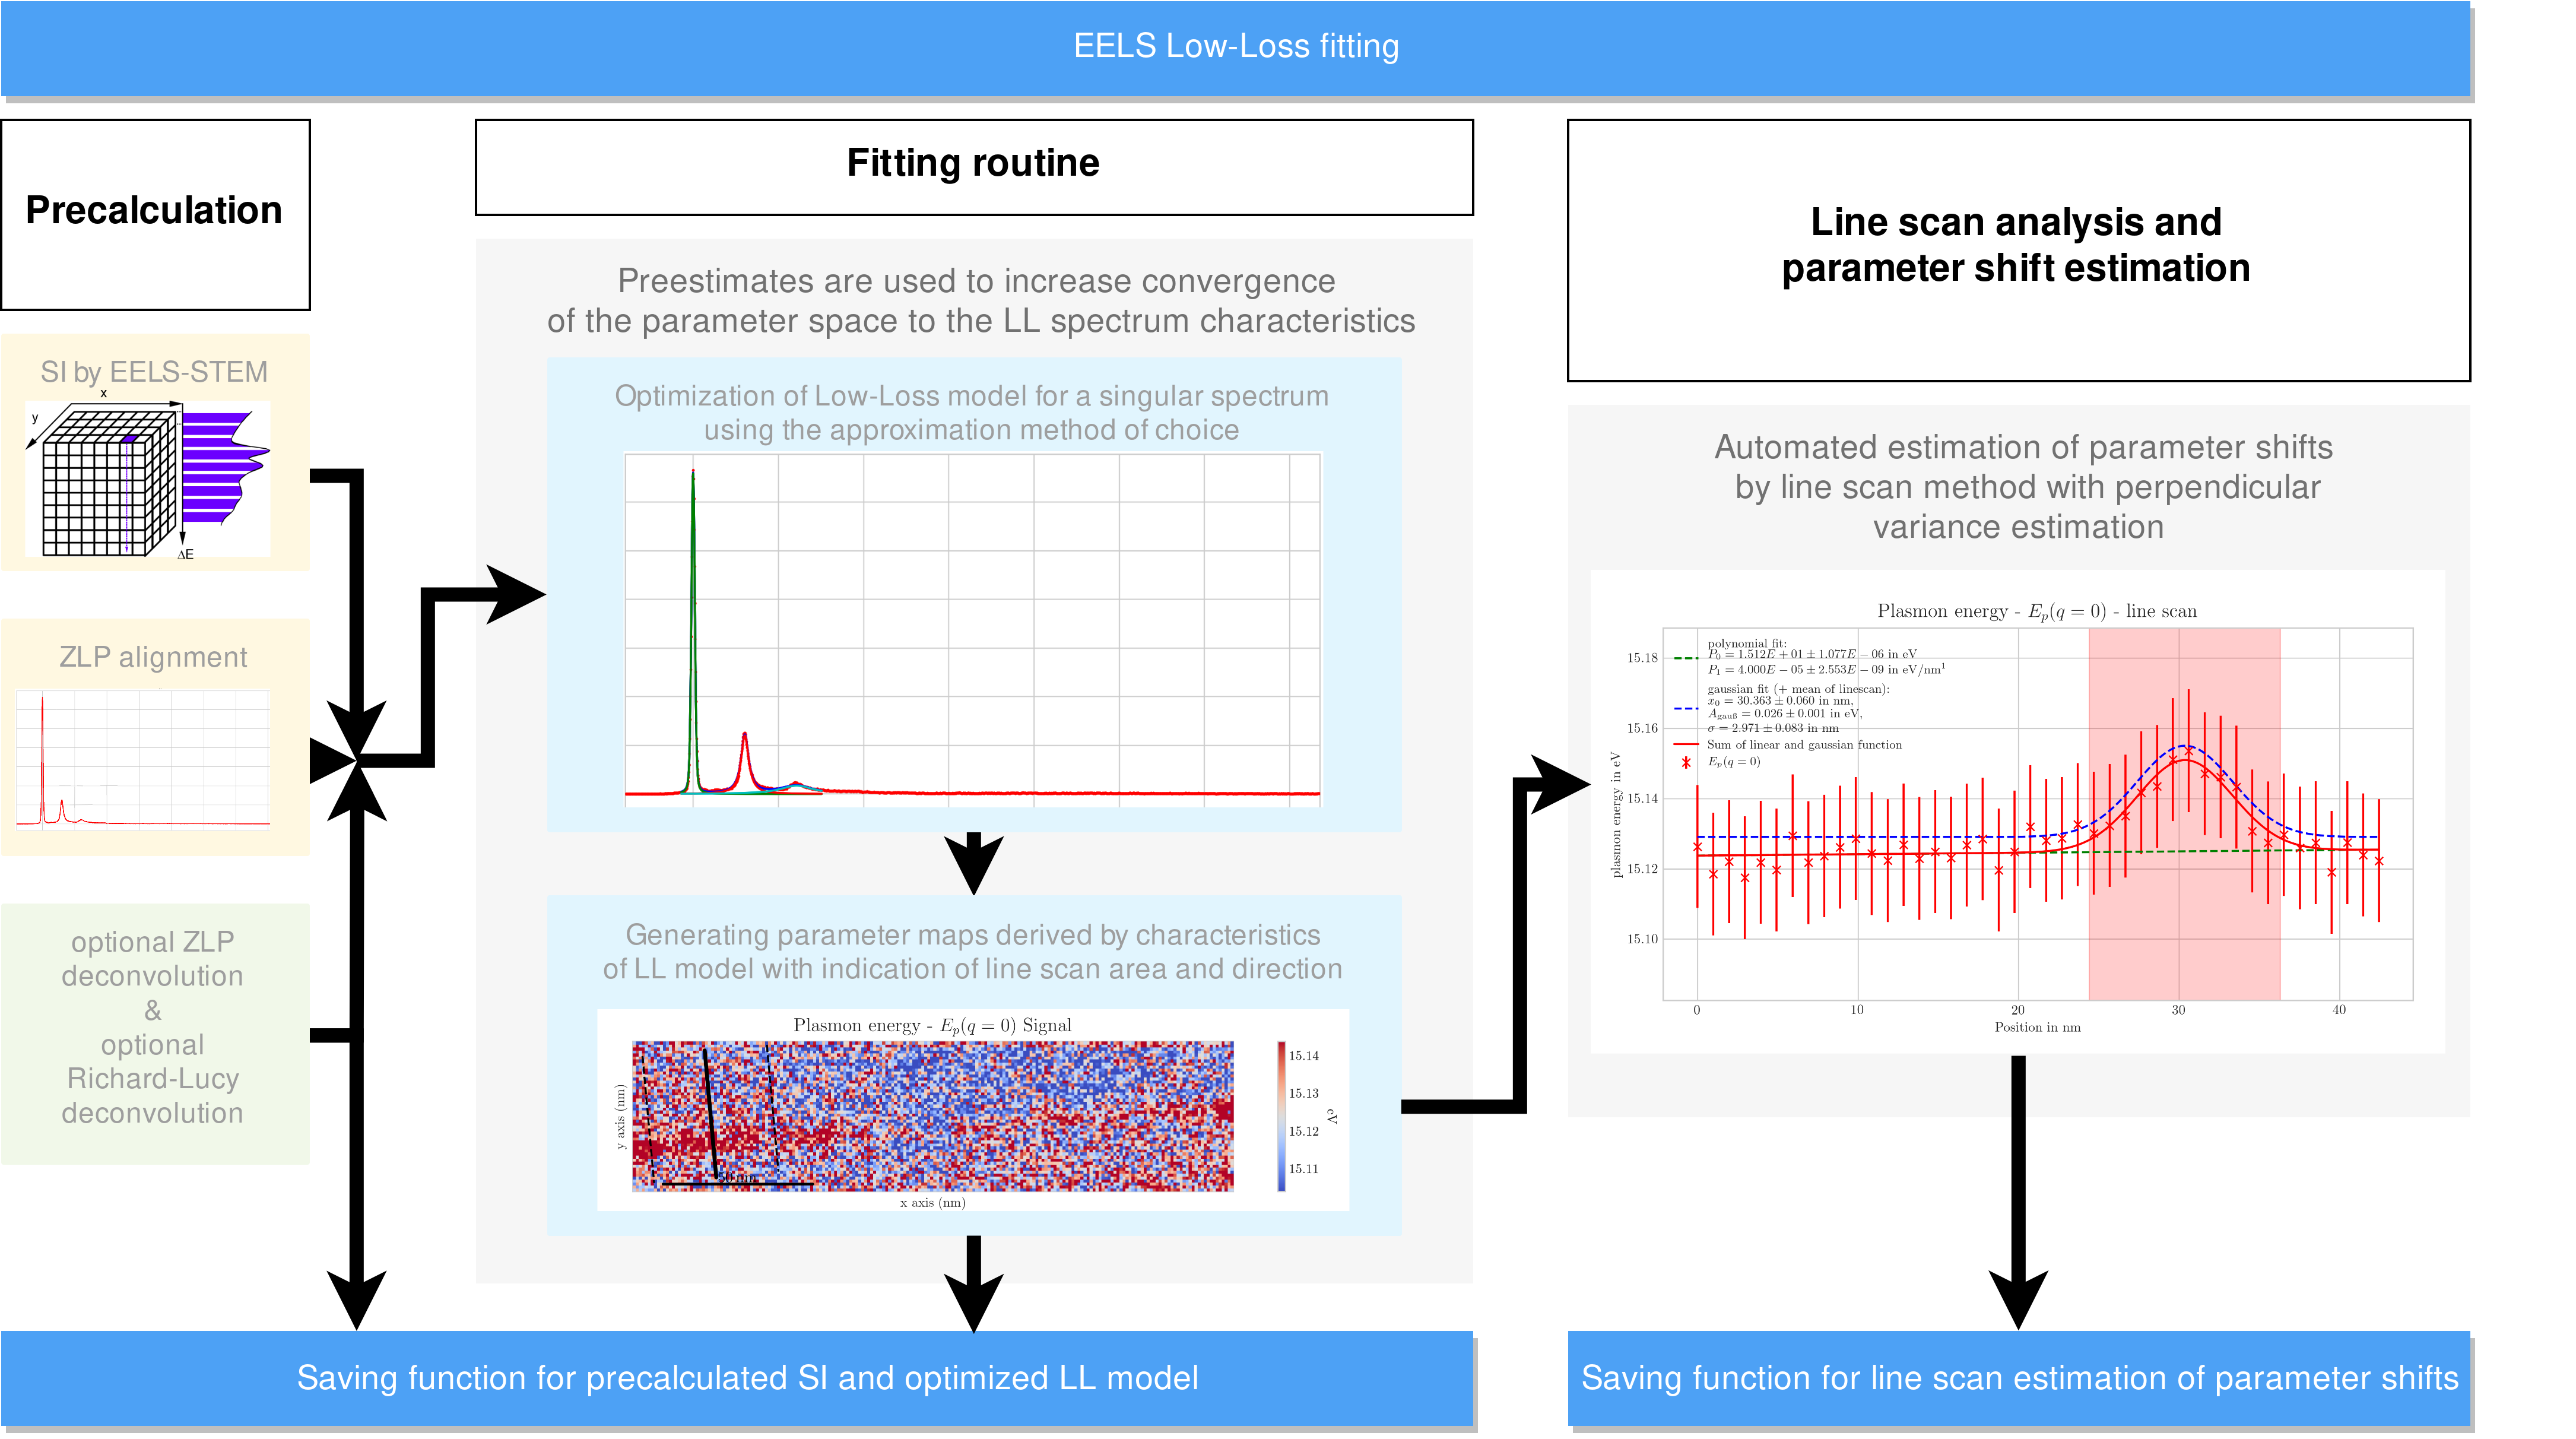 EELS Low-Loss fitting
Precalculation
SI by EELS-STEM
x
y
ΔE
ZLP alignment
optional ZLP
deconvolution
&
optional
Richard-Lucy
deconvolution
Fitting routine
Preestimates are used to increase convergence
of the parameter space to the LL spectrum characteristics
Optimization of Low-Loss model for a singular spectrum
using the approximation method of choice
Generating parameter maps derived by characteristics
of LL model with indication of line scan area and direction
Plasmon energy - E_p(q = 0) Signal
y axis (nm)
x axis (nm)
15.14
15.13
15.12
15.11
eV
Line scan analysis and
parameter shift estimation
Automated estimation of parameter shifts
by line scan method with perpendicular
variance estimation
Plasmon energy - E_p(q = 0) - line scan
polynomial fit:
P_0 = 1.512E + 01 ± 1.077E − 06 in eV
P_1 = 4.000E − 05 ± 2.553E − 09 in eV/nm^1
gaussian fit (+ mean of linescan):
x_0 = 30.363 ± 0.060 in nm,
A_gauß = 0.026 ± 0.001 in eV,
σ = 2.971 ± 0.083 in nm
Sum of linear and gaussian function
E_p(q = 0)
plasmon energy in eV
15.18
15.16
15.14
15.12
15.10
0 10 20 30 40
Position in nm
Saving function for precalculated SI and optimized LL model
Saving function for line scan estimation of parameter shifts